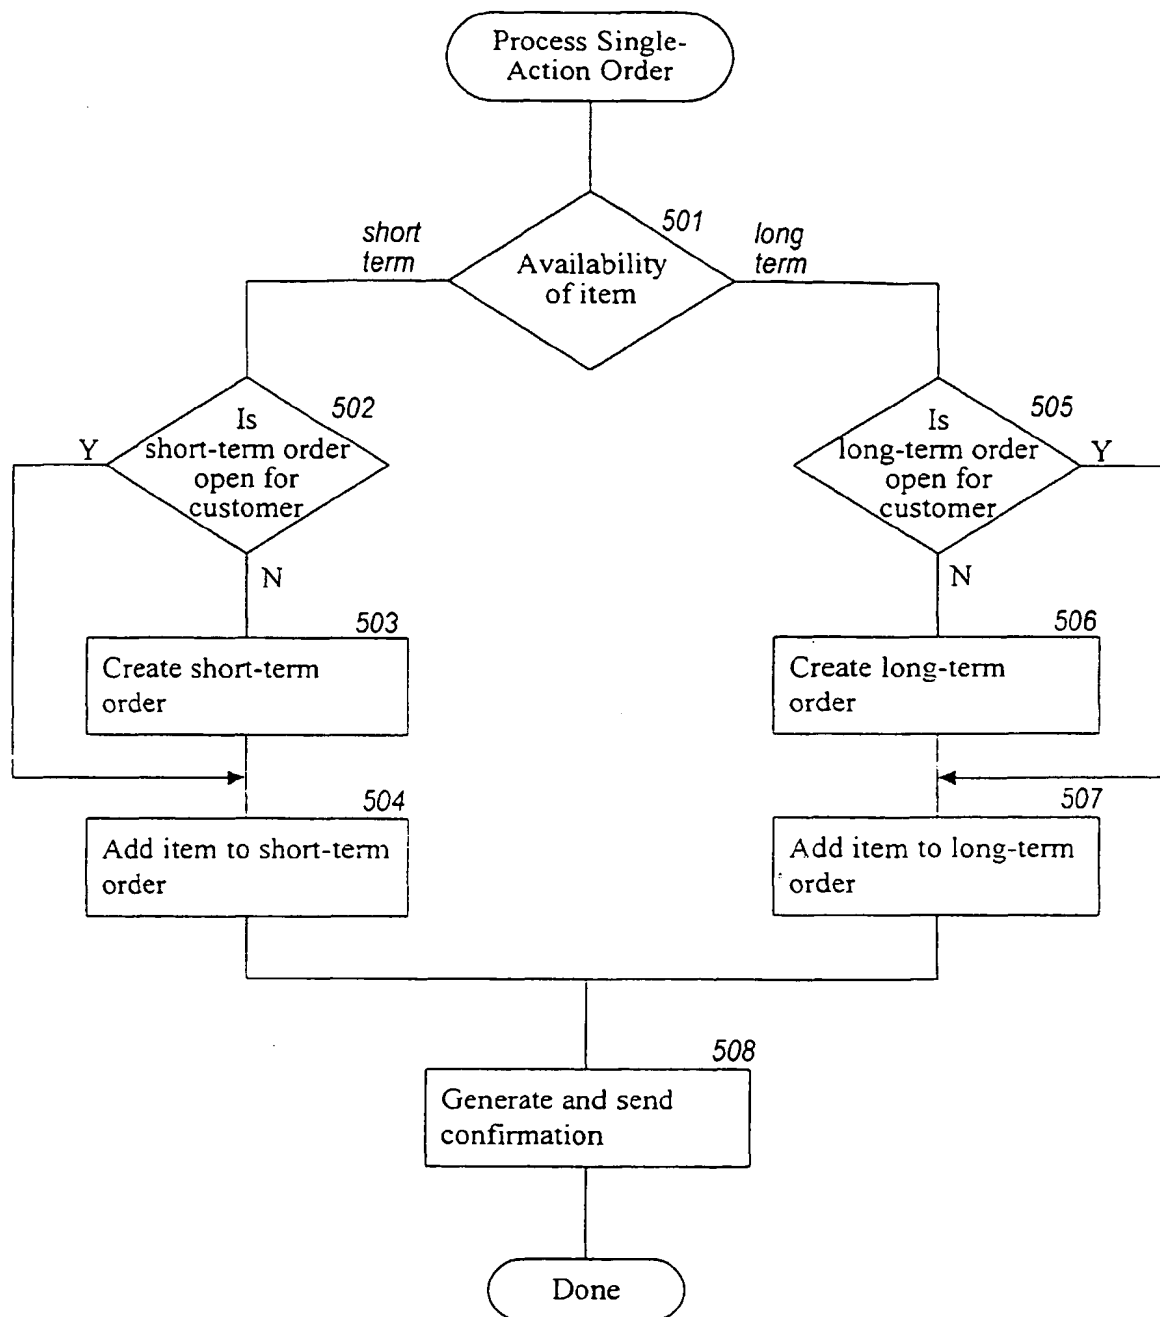 Process Single-
Action Order
501
short
term
long
term
Availability
of item
502
Is
short-term order
open for
customer
Y
N
505
Is
long-term order
open for
customer
Y
N
503
Create short-term
order
506
Create long-term
order
504
Add item to short-term
order
507
Add item to long-term
order
508
Generate and send
confirmation
Done